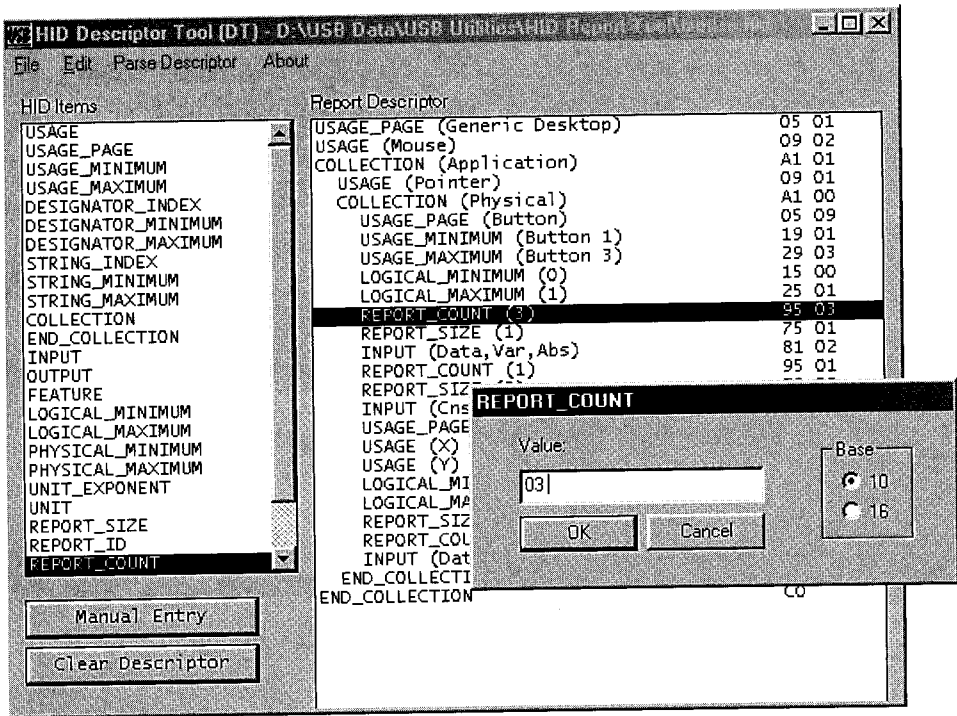 HID Descriptor Tool (DT) - D:\USB Data\USB Utilities\HID Report
File Edit Parse Descriptor About
HID Items
USAGE
USAGE_PAGE
USAGE_MINIMUM
USAGE_MAXIMUM
DESIGNATOR_INDEX
DESIGNATOR_MINIMUM
DESIGNATOR_MAXIMUM
STRING_INDEX
STRING_MINIMUM
STRING_MAXIMUM
COLLECTION
END_COLLECTION
INPUT
OUTPUT
FEATURE
LOGICAL_MINIMUM
LOGICAL_MAXIMUM
PHYSICAL_MINIMUM
PHYSICAL_MAXIMUM
UNIT_EXPONENT
UNIT
REPORT_SIZE
REPORT_ID
REPORT_COUNT
Manual Entry
Clear Descriptor
Report Descriptor
USAGE_PAGE (Generic Desktop) 05 01
USAGE (Mouse) 09 02
COLLECTION (Application) A1 01
USAGE (Pointer) 09 01
COLLECTION (Physical) A1 00
USAGE_PAGE (Button) 05 09
USAGE_MINIMUM (Button 1) 19 01
USAGE_MAXIMUM (Button 3) 29 03
LOGICAL_MINIMUM (0) 15 00
LOGICAL_MAXIMUM (1) 25 01
REPORT_COUNT (3) 95 03
REPORT_SIZE (1) 75 01
INPUT (Data,Var,Abs) 81 02
REPORT_COUNT (1) 95 01
REPORT_SIZ
INPUT (Cns
USAGE_PAGE
USAGE (X)
USAGE (Y)
LOGICAL_MI
LOGICAL_MA
REPORT_SIZ
REPORT_COU
INPUT (Dat
END_COLLECTI
END_COLLECTION C0
REPORT_COUNT
Value:
03
OK Cancel
Base
10
16